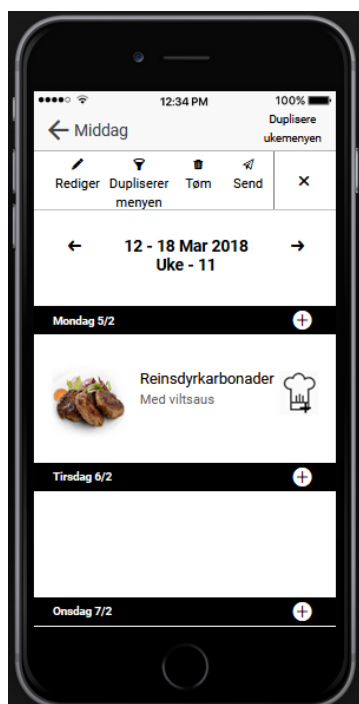 12:34 PM
100%
Middag
Duplisere
ukemenyen
Rediger
Dupliserer
menyen
Tøm
Send
12 - 18 Mar 2018
Uke - 11
Mondag 5/2
Reinsdyrkarbonader
Med viltsaus
Tirsdag 6/2
Onsdag 7/2